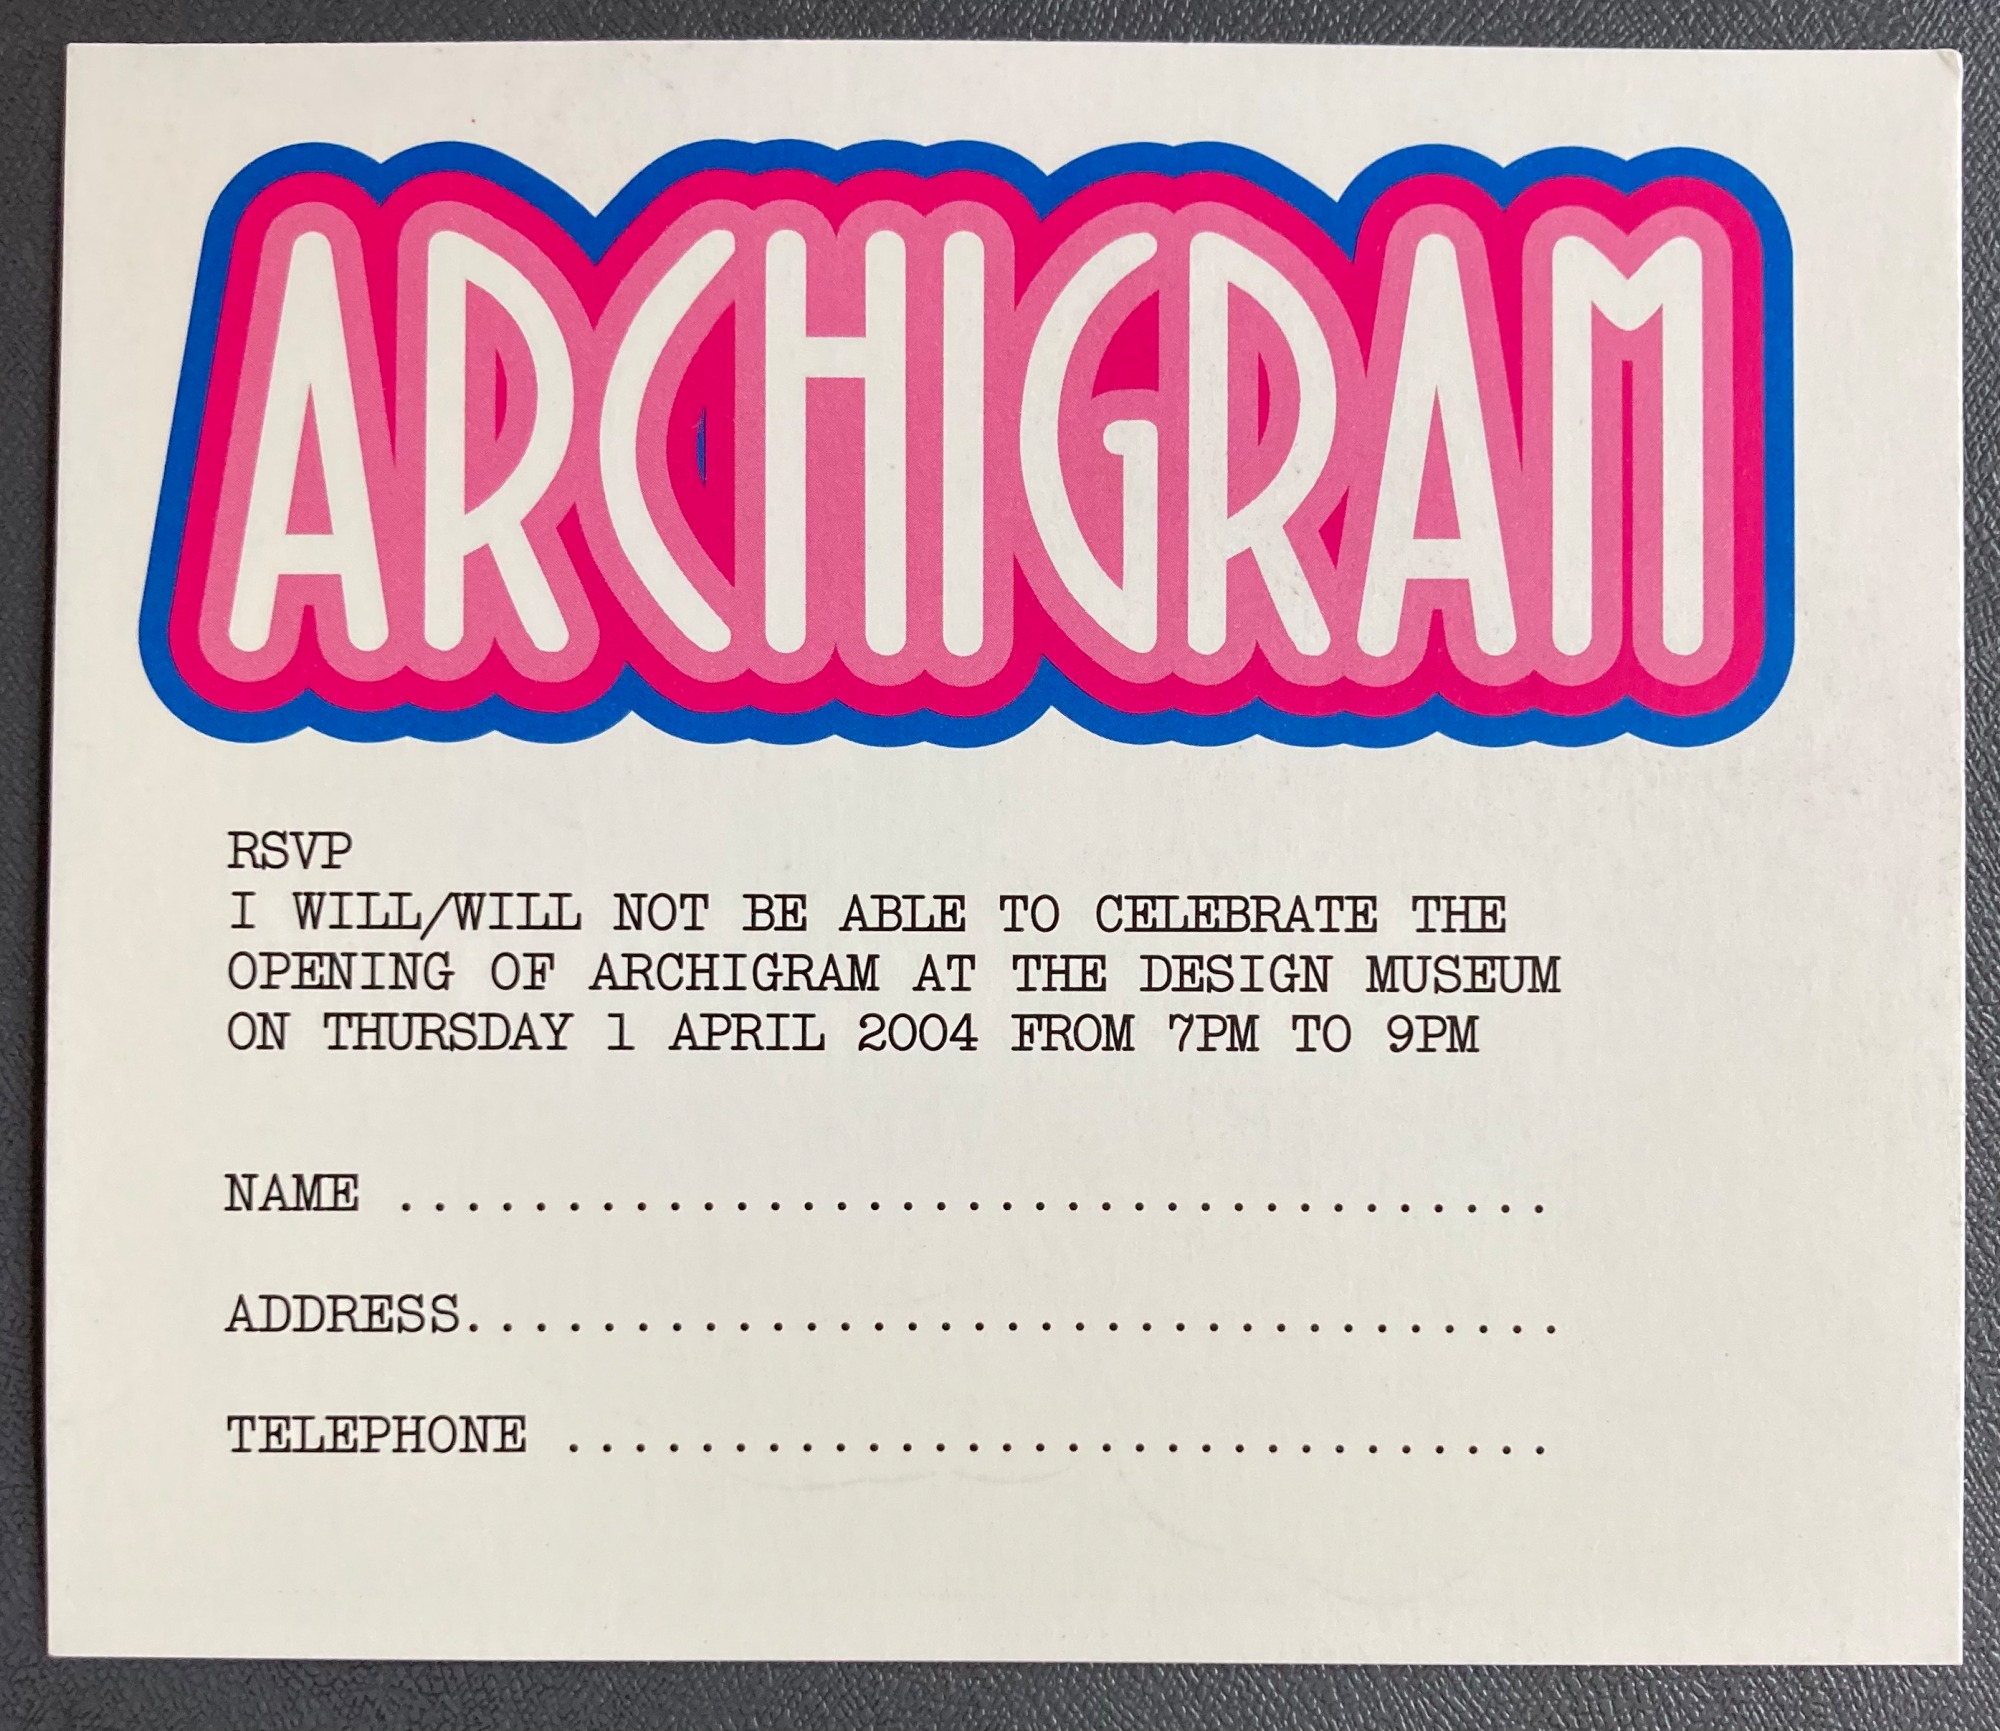 ARCHIGRAM
RSVP
I WILL/WILL NOT BE ABLE TO CELEBRATE THE
OPENING OF ARCHIGRAM AT THE DESIGN MUSEUM
ON THURSDAY 1 APRIL 2004 FROM 7PM TO 9PM
NAME ...................................
ADDRESS.................................
TELEPHONE ..............................